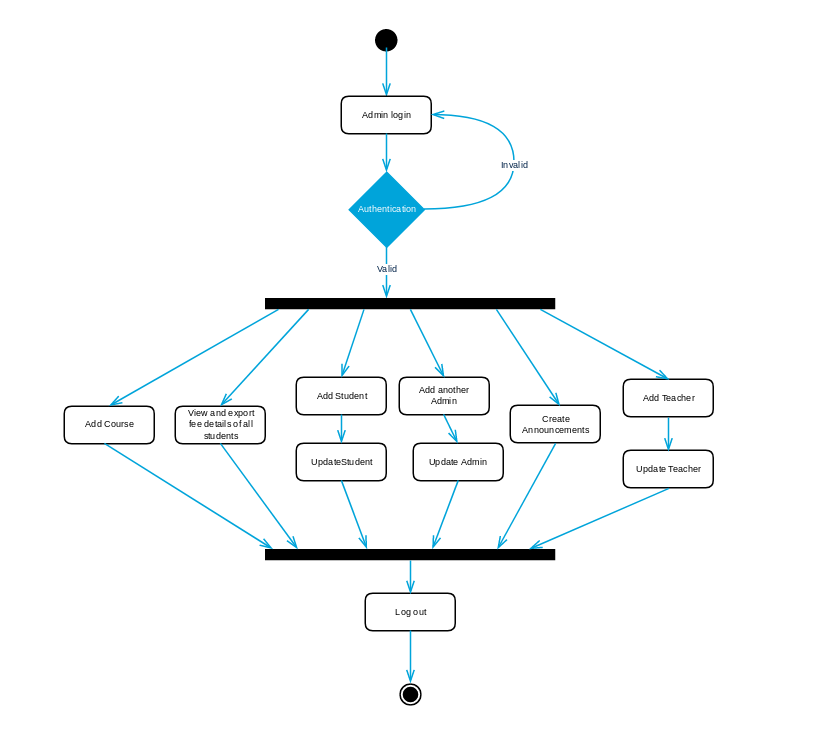 Admin login
Invalid
Authentication
Valid
Add Course
View and export
fee details of all
students
Add Student
Add another
Admin
Create
Announcements
Add Teacher
UpdateStudent
Update Admin
Update Teacher
Log out